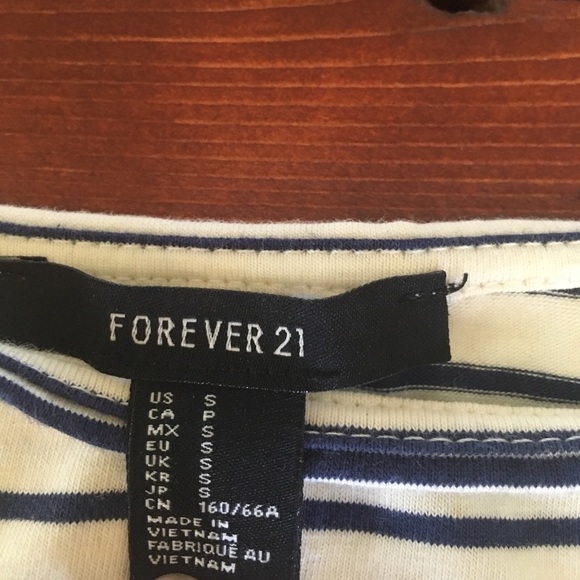 FOREVER 21
US S
CA P
MX S
EU S
UK S
KR S
JP S
CN 160/66A
MADE IN
VIETNAM
FABRIQUÉ AU
VIETNAM